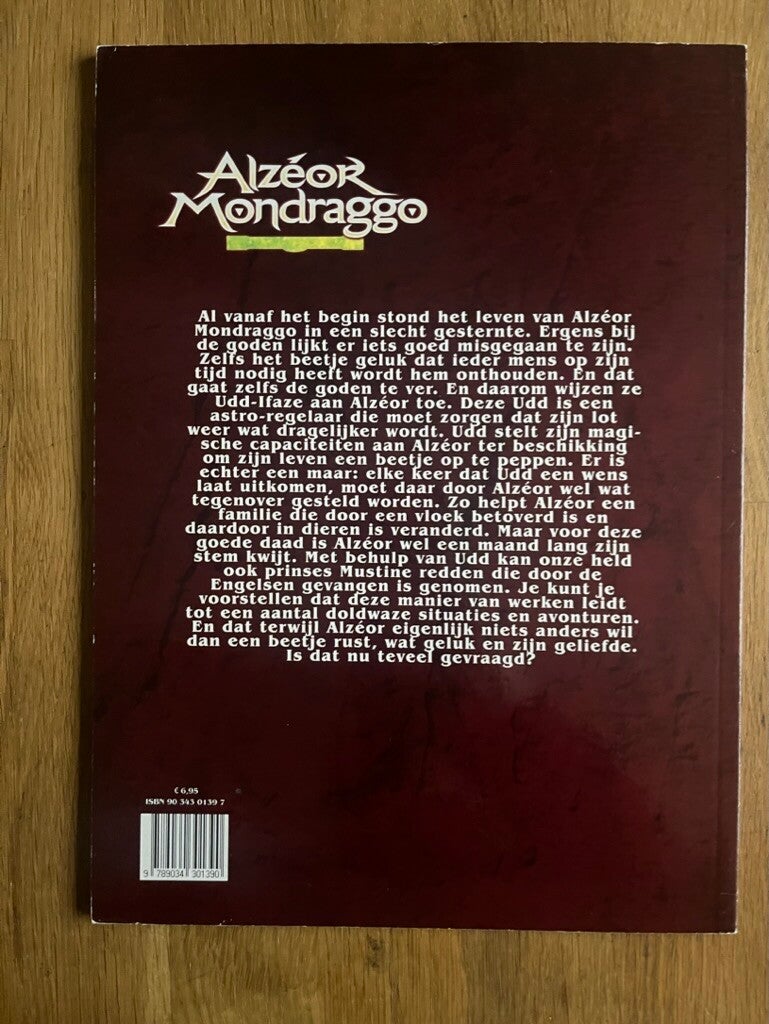 Alzéor
Mondraggo
Al vanaf het begin stond het leven van Alzéor
Mondraggo in een slecht gesternte. Ergens bij
de goden lijkt er iets goed misgegaan te zijn.
Zelfs het beetje geluk dat ieder mens op zijn
tijd nodig heeft wordt hem onthouden. En dat
gaat zelfs de goden te ver. En daarom wijzen ze
Udd-Ifaze aan Alzéor toe. Deze Udd is een
astro-regelaar die moet zorgen dat zijn lot
weer wat dragelijker wordt. Udd stelt zijn magi-
sche capaciteiten aan Alzéor ter beschikking
om zijn leven een beetje op te peppen. Er is
echter een maar: elke keer dat Udd een wens
laat uitkomen, moet daar door Alzéor wel wat
tegenover gesteld worden. Zo helpt Alzéor een
familie die door een vloek betoverd is en
daardoor in dieren is veranderd. Maar voor deze
goede daad is Alzéor wel een maand lang zijn
stem kwijt. Met behulp van Udd kan onze held
ook prinses Mustine redden die door de
Engelsen gevangen is genomen. Je kunt je
voorstellen dat deze manier van werken leidt
tot een aantal doldwaze situaties en avonturen.
En dat terwijl Alzéor eigenlijk niets anders wil
dan een beetje rust, wat geluk en zijn geliefde.
Is dat nu teveel gevraagd?
€ 6,95
ISBN 90 343 0139 7
9 789034 301390